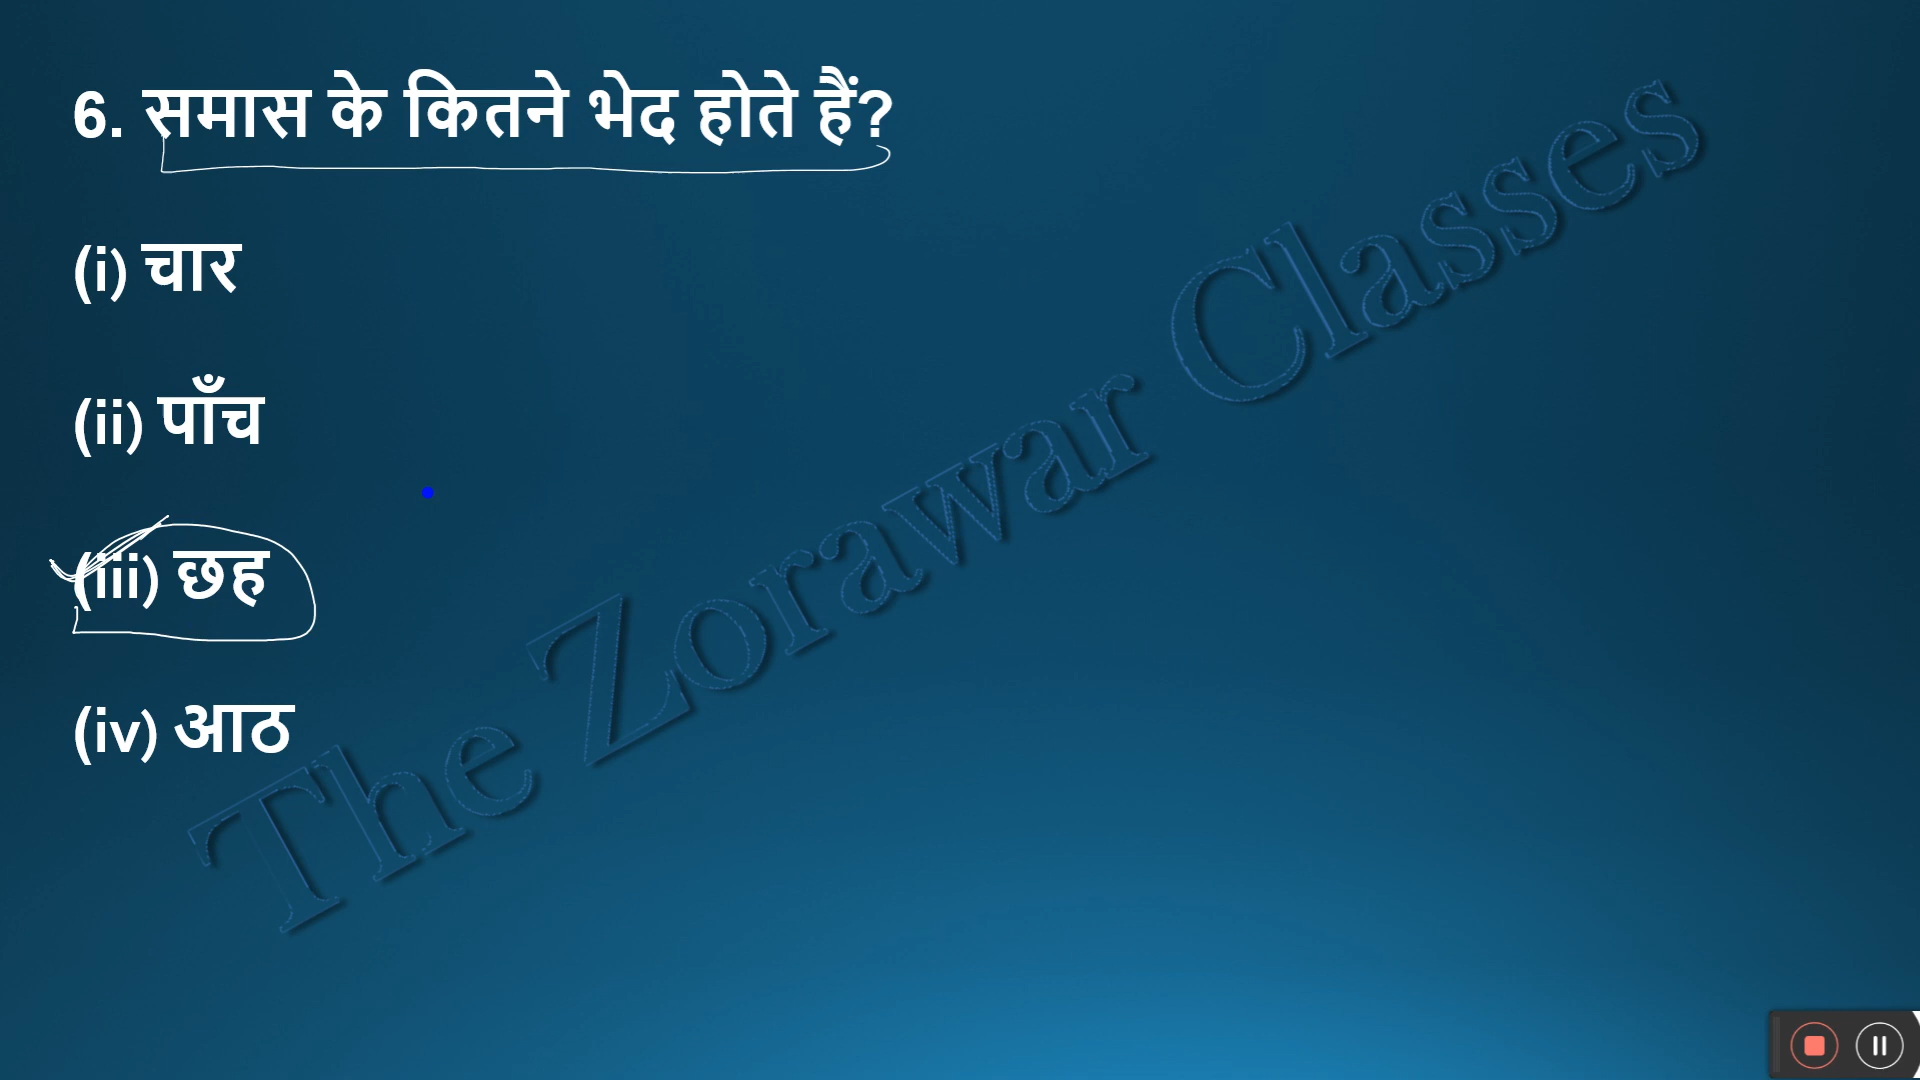 6. समास के कितने भेद होते हैं?
(i) चार
(ii) पाँच
(iii) छह
(iv) आठ
The Zorawar Classes